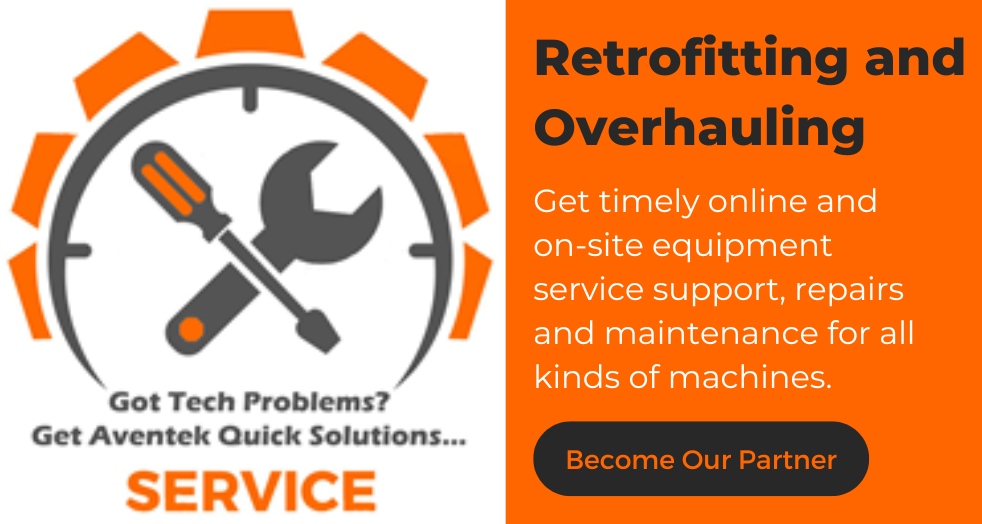 Got Tech Problems?
Get Aventek Quick Solutions...
SERVICE
Retrofitting and
Overhauling
Get timely online and
on-site equipment
service support, repairs
and maintenance for all
kinds of machines.
Become Our Partner